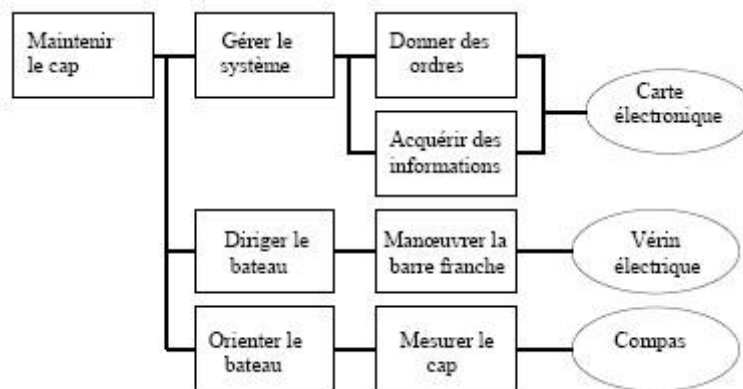 Maintenir
le cap
Gérer le
système
Donner des
ordres
Carte
électronique
Acquérir des
informations
Diriger le
bateau
Manœuvrer la
barre franche
Vérin
électrique
Orienter le
bateau
Mesurer le
cap
Compas